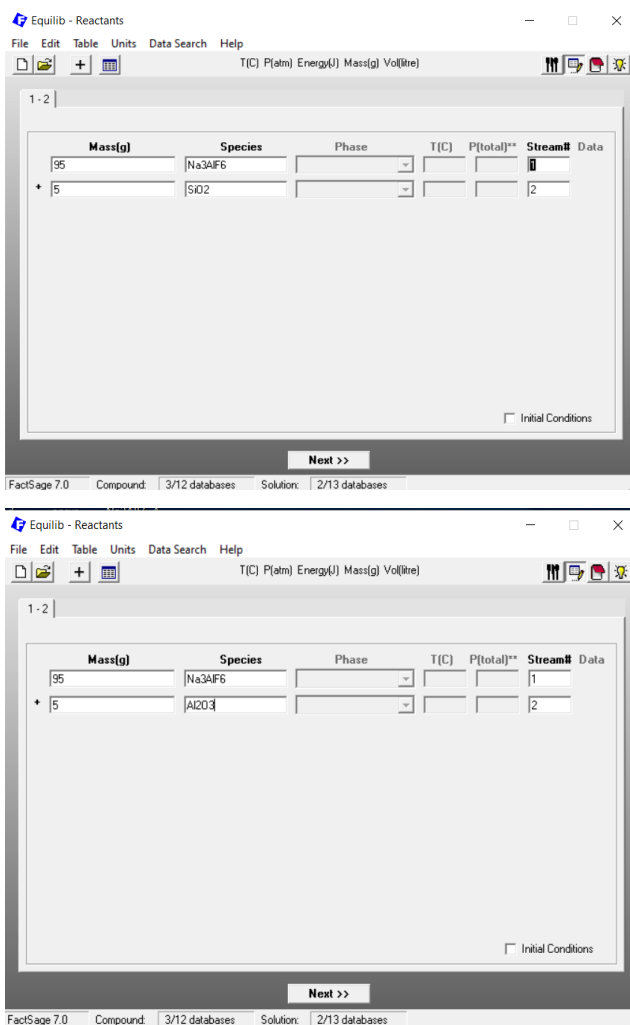 Equilib - Reactants
File Edit Table Units Data Search Help
T(C) P(atm) Energy(J) Mass(g) Vol(litre)
1 - 2
Mass(g) Species Phase T(C) P(total)** Stream# Data
95 Na3AlF6 1
+ 5 SiO2 2
Initial Conditions
Next >>
FactSage 7.0 Compound: 3/12 databases Solution: 2/13 databases
Equilib - Reactants
File Edit Table Units Data Search Help
T(C) P(atm) Energy(J) Mass(g) Vol(litre)
1 - 2
Mass(g) Species Phase T(C) P(total)** Stream# Data
95 Na3AlF6 1
+ 5 Al2O3 2
Initial Conditions
Next >>
FactSage 7.0 Compound: 3/12 databases Solution: 2/13 databases